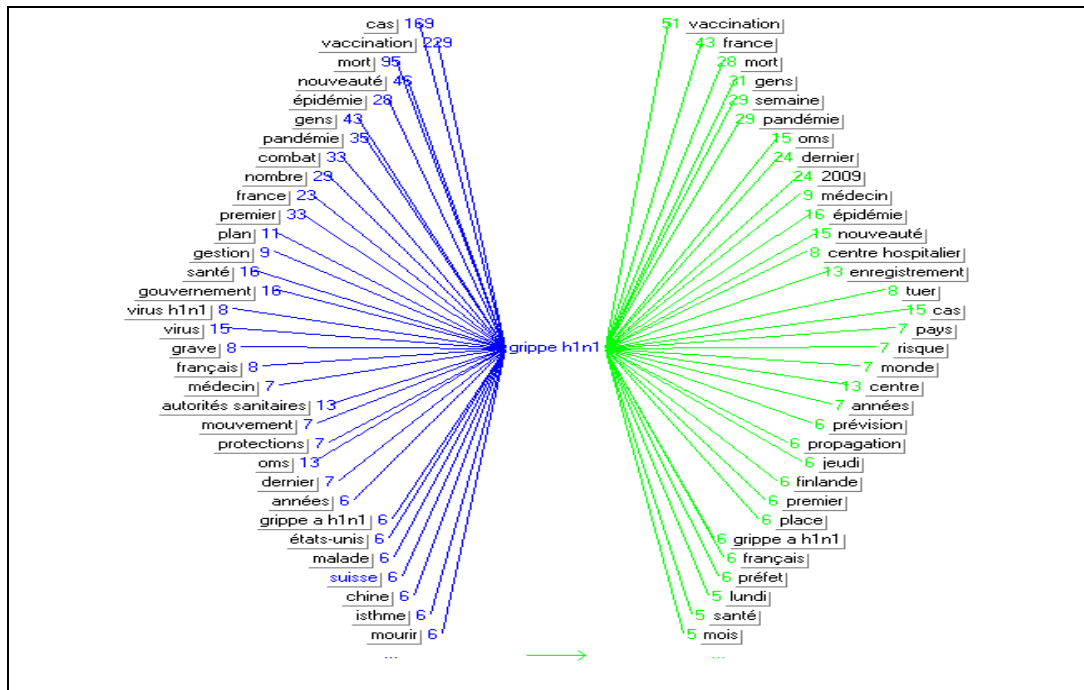 cas 169
vaccination 229
mort 95
nouveauté 46
épidémie 28
gens 43
pandémie 35
combat 33
nombre 29
france 23
premier 33
plan 11
gestion 9
santé 16
gouvernement 16
virus h1n1 8
virus 15
grave 8
français 8
médecin 7
autorités sanitaires 13
mouvement 7
protections 7
oms 13
dernier 7
années 6
grippe a h1n1 6
états-unis 6
malade 6
suisse 6
chine 6
isthme 6
mourir 6
...
grippe h1n1
51 vaccination
43 france
28 mort
31 gens
29 semaine
29 pandémie
15 oms
24 dernier
24 2009
9 médecin
16 épidémie
15 nouveauté
8 centre hospitalier
13 enregistrement
8 tuer
15 cas
7 pays
7 risque
7 monde
13 centre
7 années
6 prévision
6 propagation
6 jeudi
6 finlande
6 premier
6 place
6 grippe a h1n1
6 français
6 préfet
5 lundi
5 santé
5 mois
...